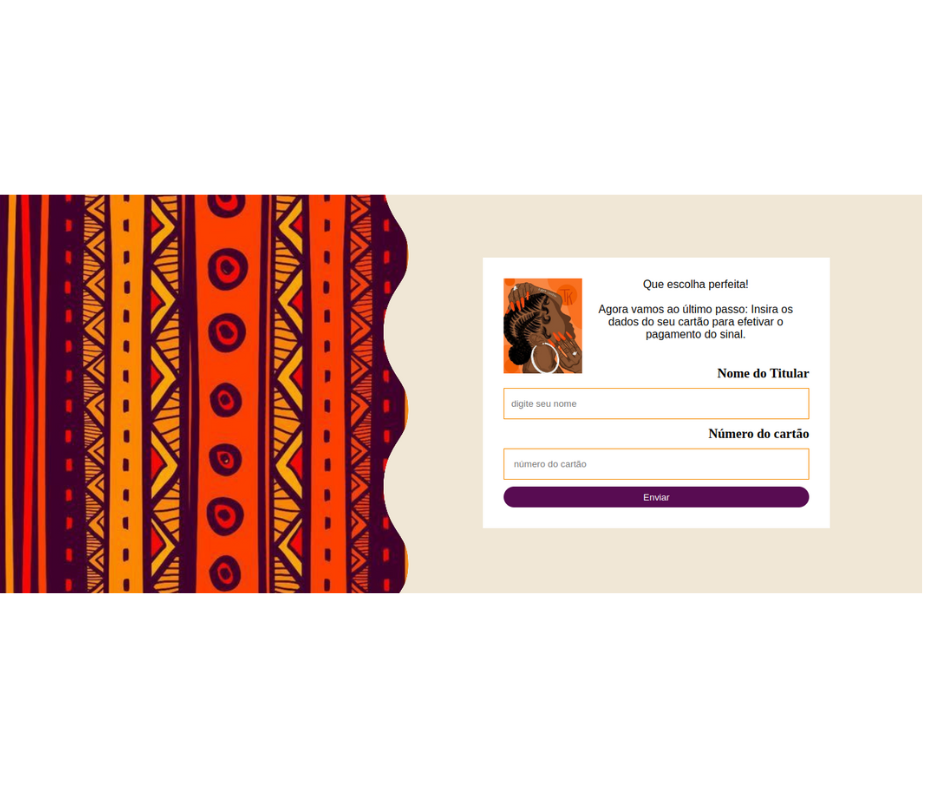 Que escolha perfeita!
Agora vamos ao último passo: Insira os
dados do seu cartão para efetivar o
pagamento do sinal.
Nome do Titular
digite seu nome
Número do cartão
número do cartão
Enviar